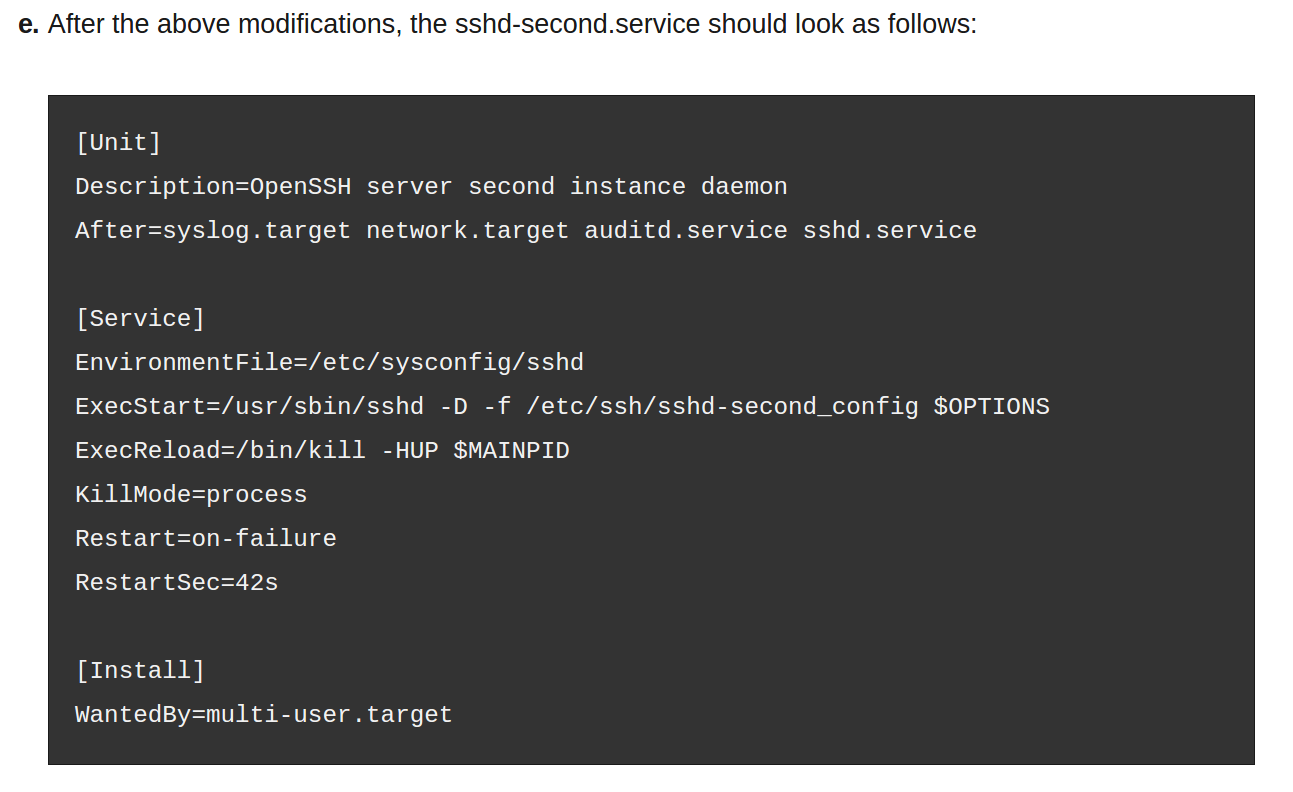 e. After the above modifications, the sshd-second.service should look as follows:
[Unit]
Description=OpenSSH server second instance daemon
After=syslog.target network.target auditd.service sshd.service
[Service]
EnvironmentFile=/etc/sysconfig/sshd
ExecStart=/usr/sbin/sshd -D -f /etc/ssh/sshd-second_config $OPTIONS
ExecReload=/bin/kill -HUP $MAINPID
KillMode=process
Restart=on-failure
RestartSec=42s
[Install]
WantedBy=multi-user.target